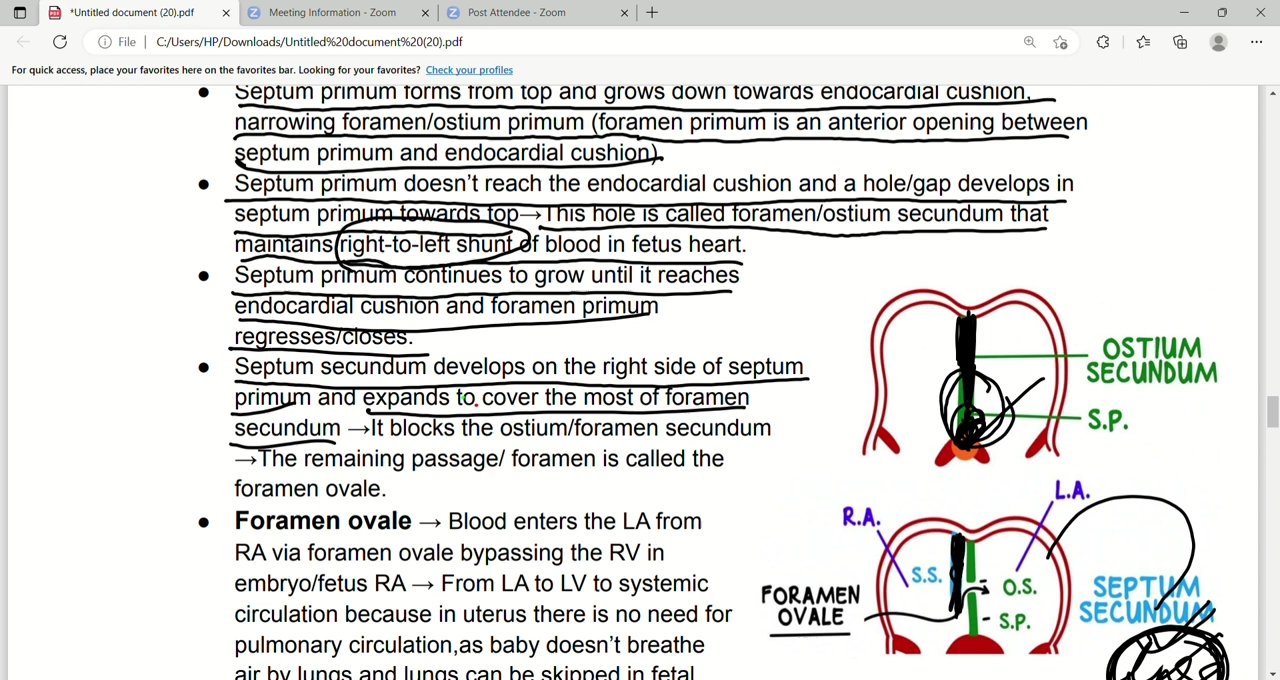 *Untitled document (20).pdf
Meeting Information - Zoom
Post Attendee - Zoom
File
C:/Users/HP/Downloads/Untitled%20document%20(20).pdf
For quick access, place your favorites here on the favorites bar. Looking for your favorites? Check your profiles
Septum primum forms from top and grows down towards endocardial cushion,
narrowing foramen/ostium primum (foramen primum is an anterior opening between
septum primum and endocardial cushion).
Septum primum doesn't reach the endocardial cushion and a hole/gap develops in
septum primum towards top→This hole is called foramen/ostium secundum that
maintains right-to-left shunt of blood in fetus heart.
Septum primum continues to grow until it reaches
endocardial cushion and foramen primum
regresses/closes.
Septum secundum develops on the right side of septum
primum and expands to cover the most of foramen
secundum →It blocks the ostium/foramen secundum
→The remaining passage/ foramen is called the
foramen ovale.
Foramen ovale → Blood enters the LA from
RA via foramen ovale bypassing the RV in
embryo/fetus RA → From LA to LV to systemic
circulation because in uterus there is no need for
pulmonary circulation,as baby doesn't breathe
air by lungs and lungs can be skipped in fetal
OSTIUM
SECUNDUM
S.P.
L.A.
R.A.
S.S.
O.S.
S.P.
FORAMEN
OVALE
SEPTUM
SECUNDUM